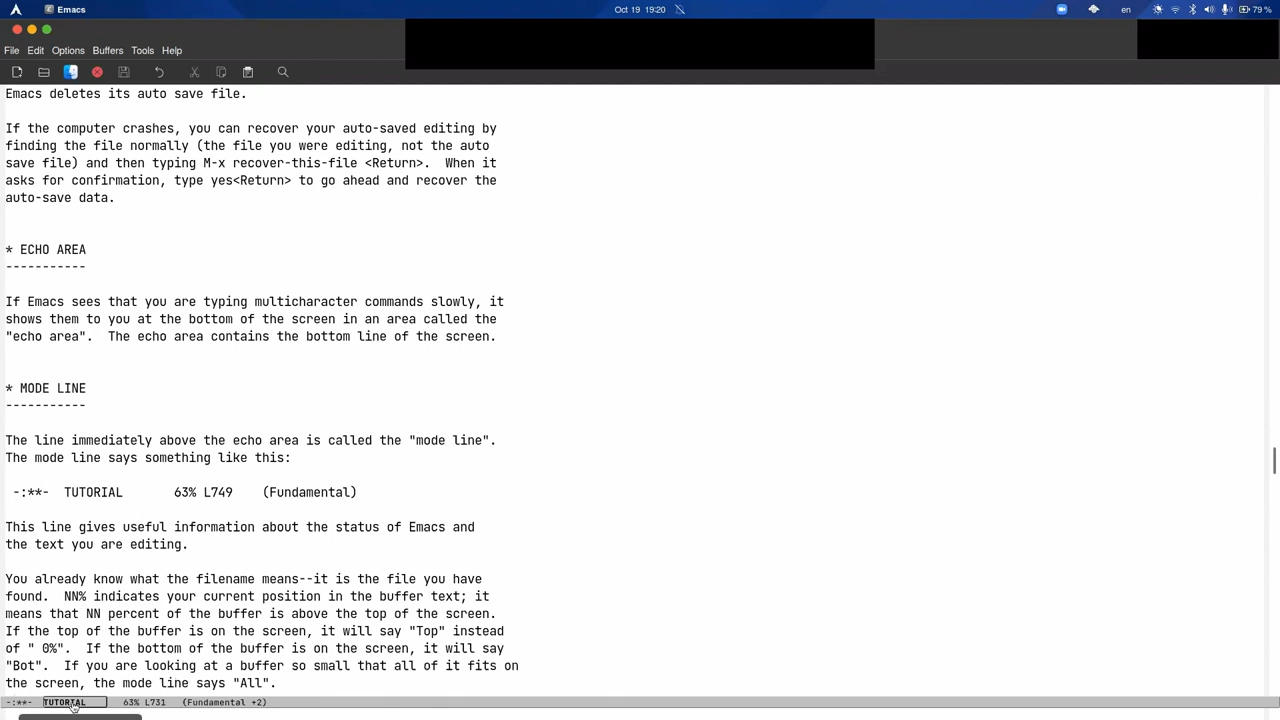 Emacs
Oct 19 19:20
en
79 %
File Edit Options Buffers Tools Help
Emacs deletes its auto save file.
If the computer crashes, you can recover your auto-saved editing by
finding the file normally (the file you were editing, not the auto
save file) and then typing M-x recover-this-file <Return>.  When it
asks for confirmation, type yes<Return> to go ahead and recover the
auto-save data.
* ECHO AREA
-----------
If Emacs sees that you are typing multicharacter commands slowly, it
shows them to you at the bottom of the screen in an area called the
"echo area".  The echo area contains the bottom line of the screen.
* MODE LINE
-----------
The line immediately above the echo area is called the "mode line".
The mode line says something like this:
-:**-  TUTORIAL       63% L749    (Fundamental)
This line gives useful information about the status of Emacs and
the text you are editing.
You already know what the filename means--it is the file you have
found.  NN% indicates your current position in the buffer text; it
means that NN percent of the buffer is above the top of the screen.
If the top of the buffer is on the screen, it will say "Top" instead
of " 0%".  If the bottom of the buffer is on the screen, it will say
"Bot".  If you are looking at a buffer so small that all of it fits on
the screen, the mode line says "All".
-:**-  TUTORIAL   63% L731   (Fundamental +2)